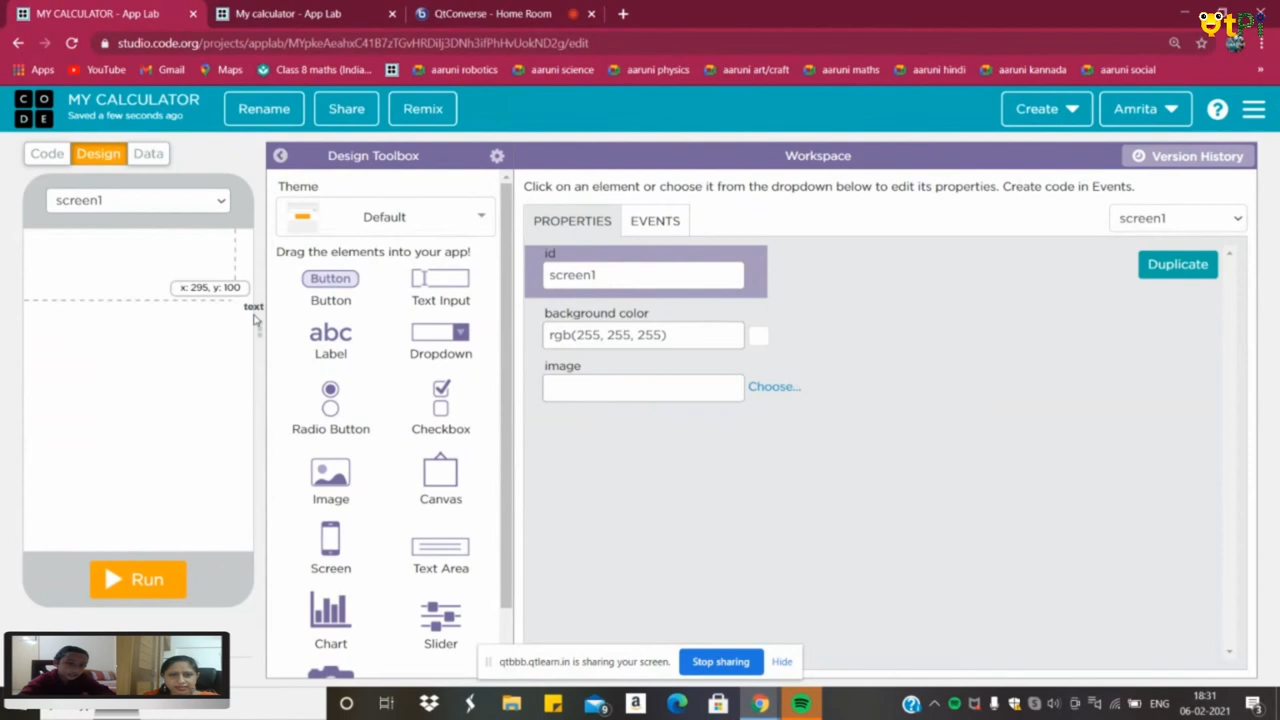 MY CALCULATOR - App Lab
My calculator - App Lab
QtConverse - Home Room
QtPi
studio.code.org/projects/applab/MYpkeAeahxC41B7zTGvHRDiIj3DNh3ifPhHvUokND2g/edit
Apps
YouTube
Gmail
Maps
Class 8 maths (India...
aaruni robotics
aaruni science
aaruni physics
aaruni art/craft
aaruni maths
aaruni hindi
aaruni kannada
aaruni social
»
C O
D E
MY CALCULATOR
Saved a few seconds ago
Rename
Share
Remix
Create
Amrita
?
Code
Design
Data
Design Toolbox
Workspace
Version History
screen1
Theme
Default
Click on an element or choose it from the dropdown below to edit its properties. Create code in Events.
PROPERTIES
EVENTS
screen1
Drag the elements into your app!
id
screen1
Duplicate
x: 295, y: 100
text
Button
Button
Text Input
background color
rgb(255, 255, 255)
abc
Label
Dropdown
image
Choose...
Radio Button
Checkbox
Image
Canvas
Screen
Text Area
Run
Chart
Slider
qtbbb.qtlearn.in is sharing your screen.
Stop sharing
Hide
9
a
ENG
18:31
06-02-2021
3